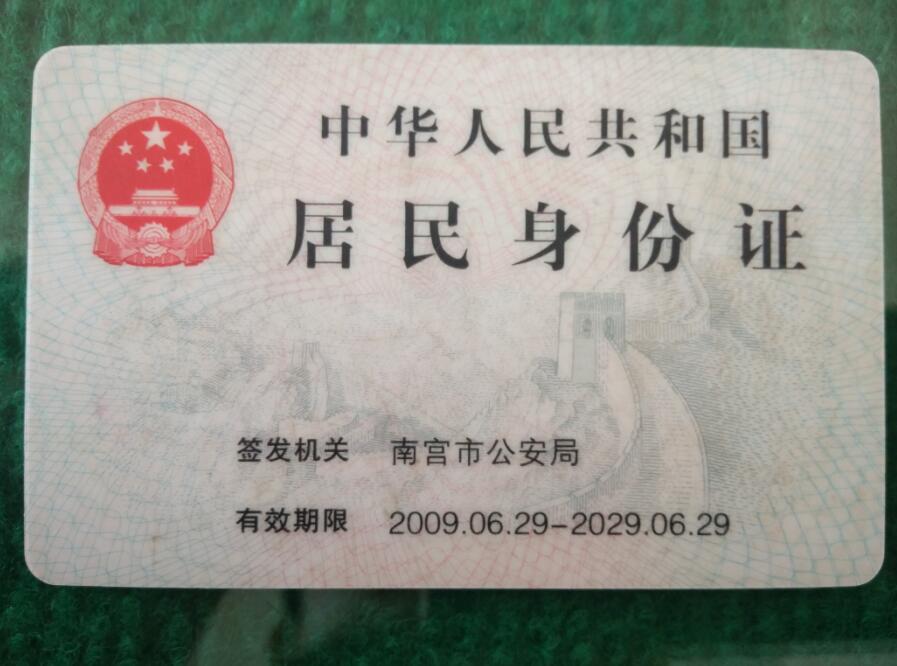 中华人民共和国
居民身份证
签发机关 南宫市公安局
有效期限 2009.06.29-2029.06.29